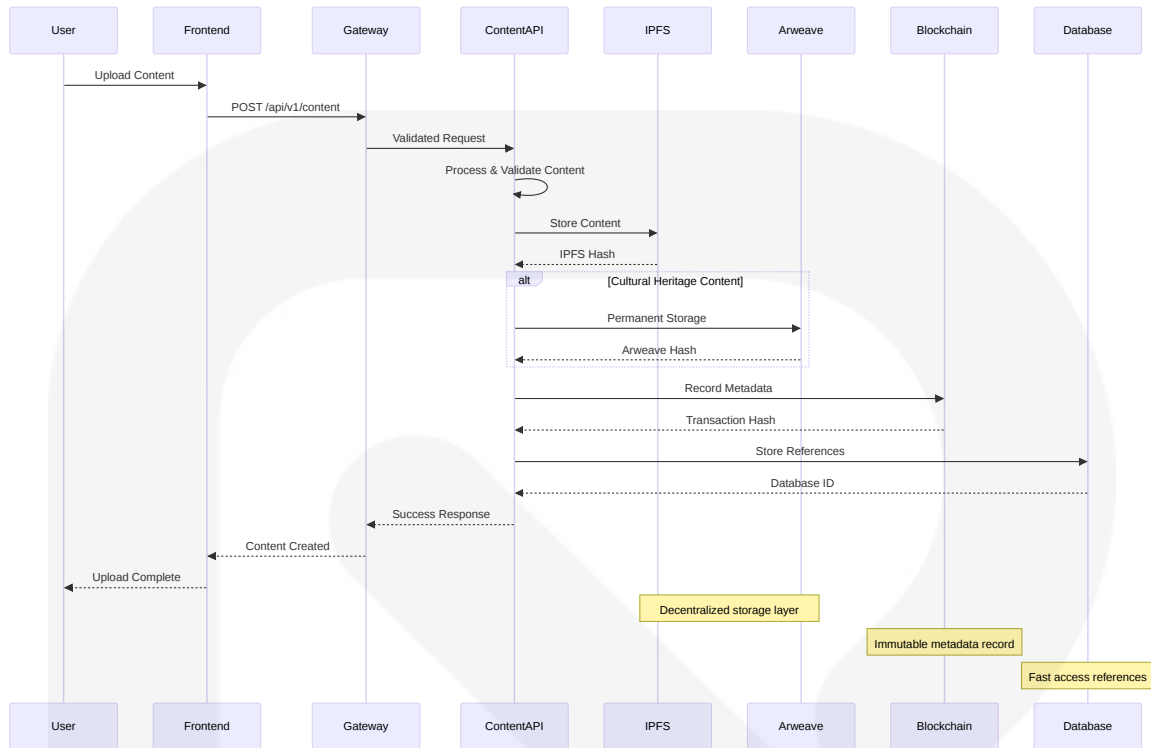 User Frontend Gateway ContentAPI IPFS Arweave Blockchain Database
Upload Content
POST /api/v1/content
Validated Request
Process & Validate Content
Store Content
IPFS Hash
alt [Cultural Heritage Content]
Permanent Storage
Arweave Hash
Record Metadata
Transaction Hash
Store References
Database ID
Success Response
Content Created
Upload Complete
Decentralized storage layer
Immutable metadata record
Fast access references
User Frontend Gateway ContentAPI IPFS Arweave Blockchain Database